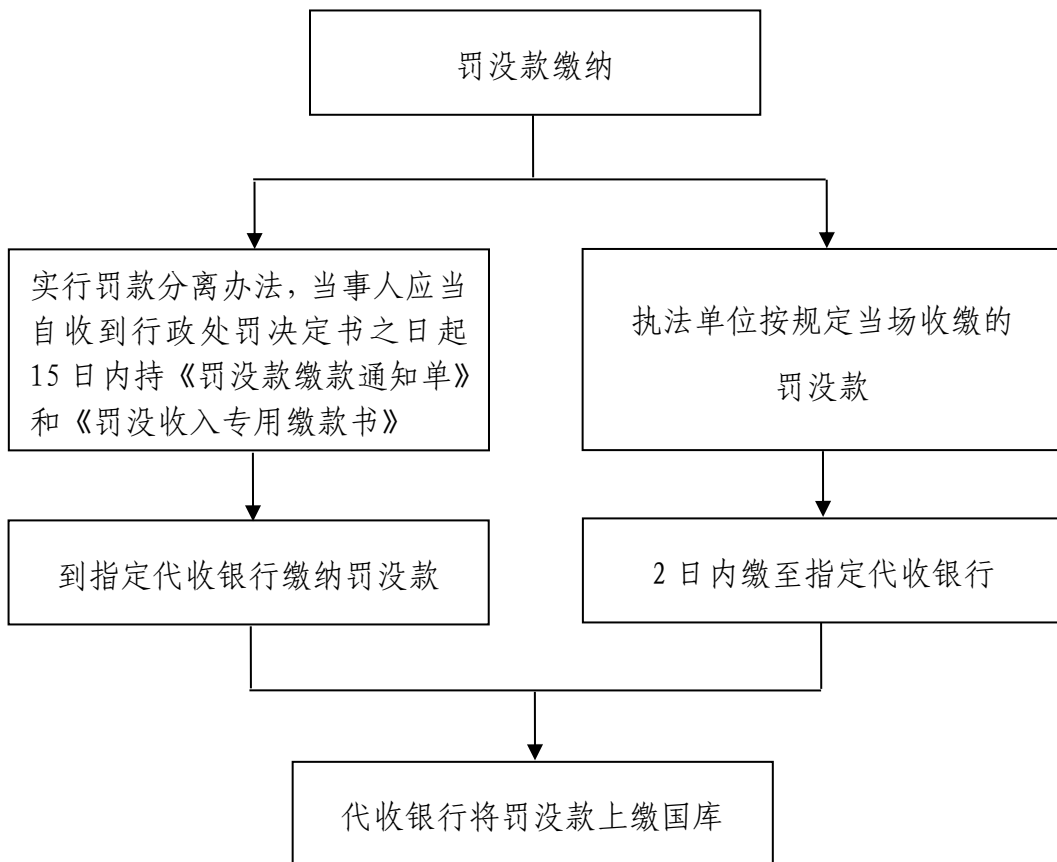 罚没款缴纳
实行罚款分离办法，当事人应当
自收到行政处罚决定书之日起
15日内持《罚没款缴款通知单》
和《罚没收入专用缴款书》
执法单位按规定当场收缴的
罚没款
到指定代收银行缴纳罚没款
2日内缴至指定代收银行
代收银行将罚没款上缴国库